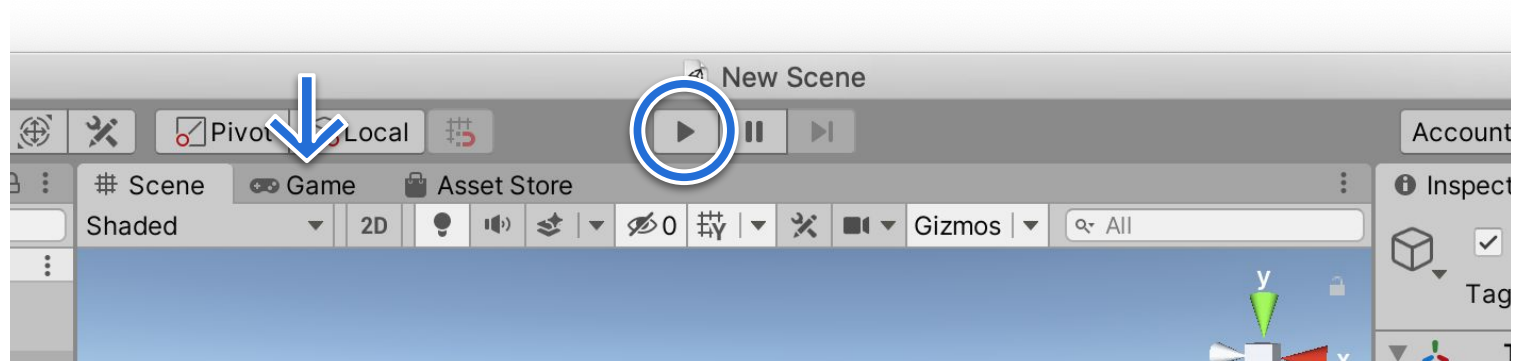 New Scene
Pivot Local Account
Scene Game Asset Store Inspect
Shaded 2D 0 Y Gizmos All
y
Tag
x